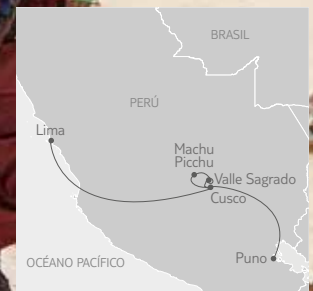 BRASIL
PERÚ
Lima
Machu
Picchu
Valle Sagrado
Cusco
Puno
OCÉANO PACÍFICO